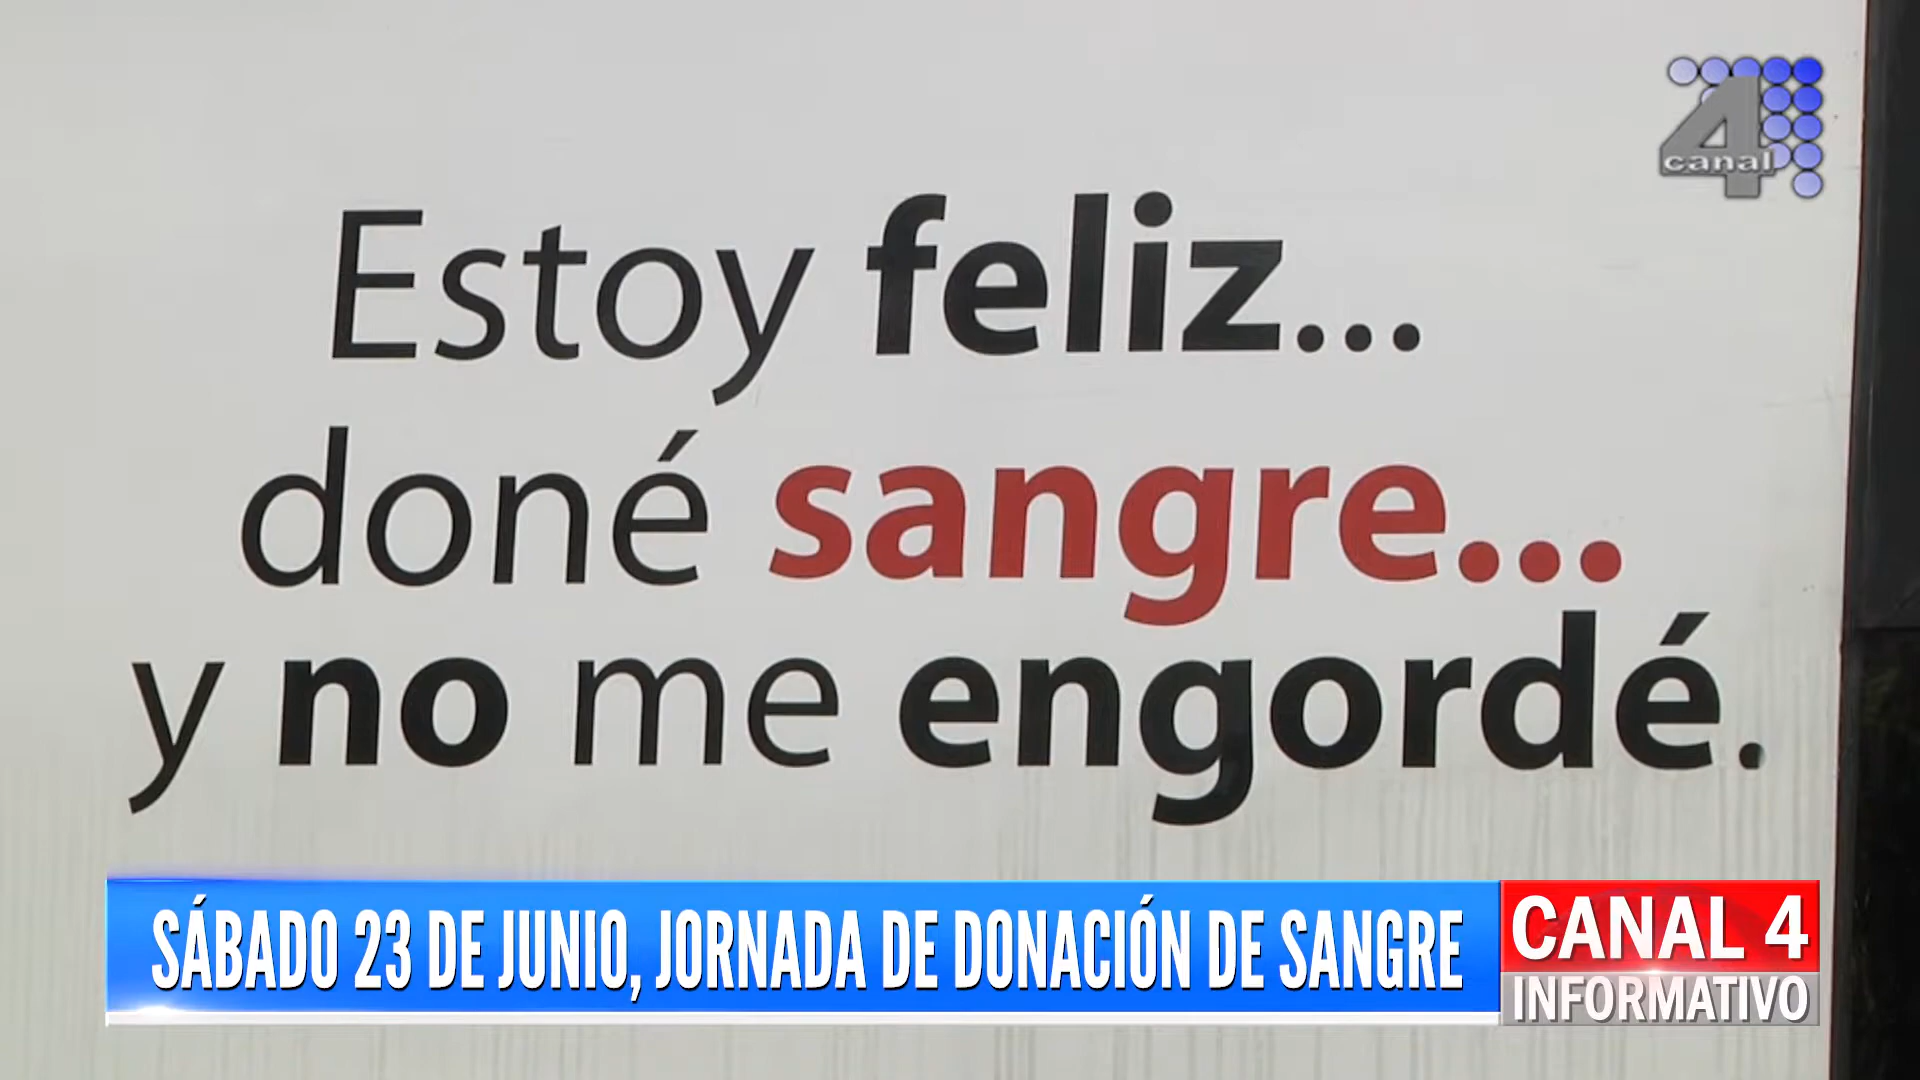 4
canal
Estoy feliz...
doné sangre...
y no me engordé.
SÁBADO 23 DE JUNIO, JORNADA DE DONACIÓN DE SANGRE
CANAL 4
INFORMATIVO